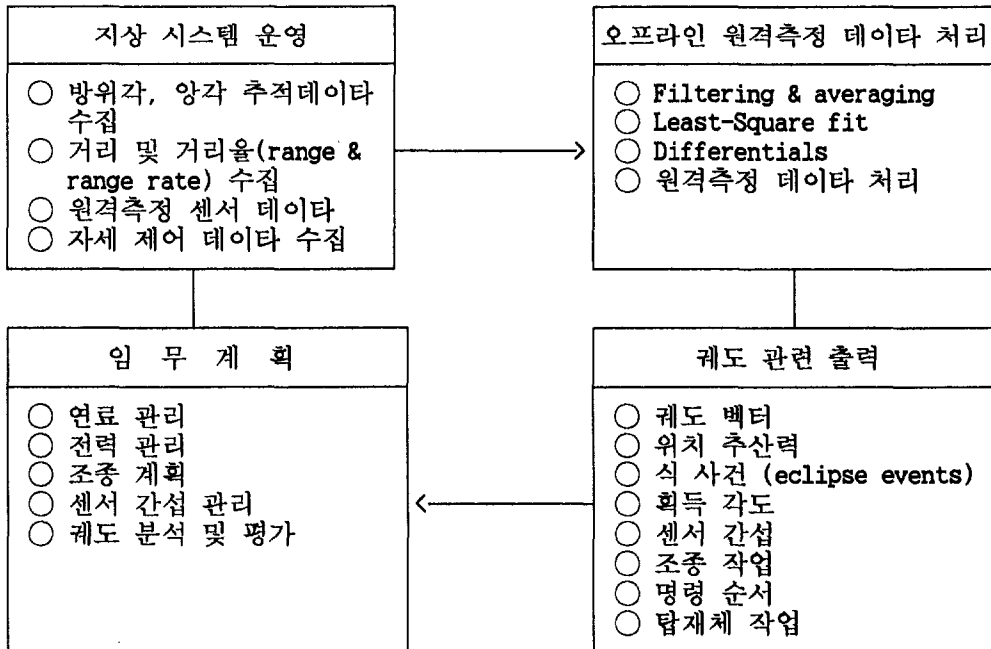 지상 시스템 운영
○ 방위각, 앙각 추적데이타
수집
○ 거리 및 거리율(range &
range rate) 수집
○ 원격측정 센서 데이타
○ 자세 제어 데이타 수집
오프라인 원격측정 데이타 처리
○ Filtering & averaging
○ Least-Square fit
○ Differentials
○ 원격측정 데이타 처리
임 무 계 획
○ 연료 관리
○ 전력 관리
○ 조종 계획
○ 센서 간섭 관리
○ 궤도 분석 및 평가
궤도 관련 출력
○ 궤도 벡터
○ 위치 추산력
○ 식 사건 (eclipse events)
○ 획득 각도
○ 센서 간섭
○ 조종 작업
○ 명령 순서
○ 탑재체 작업